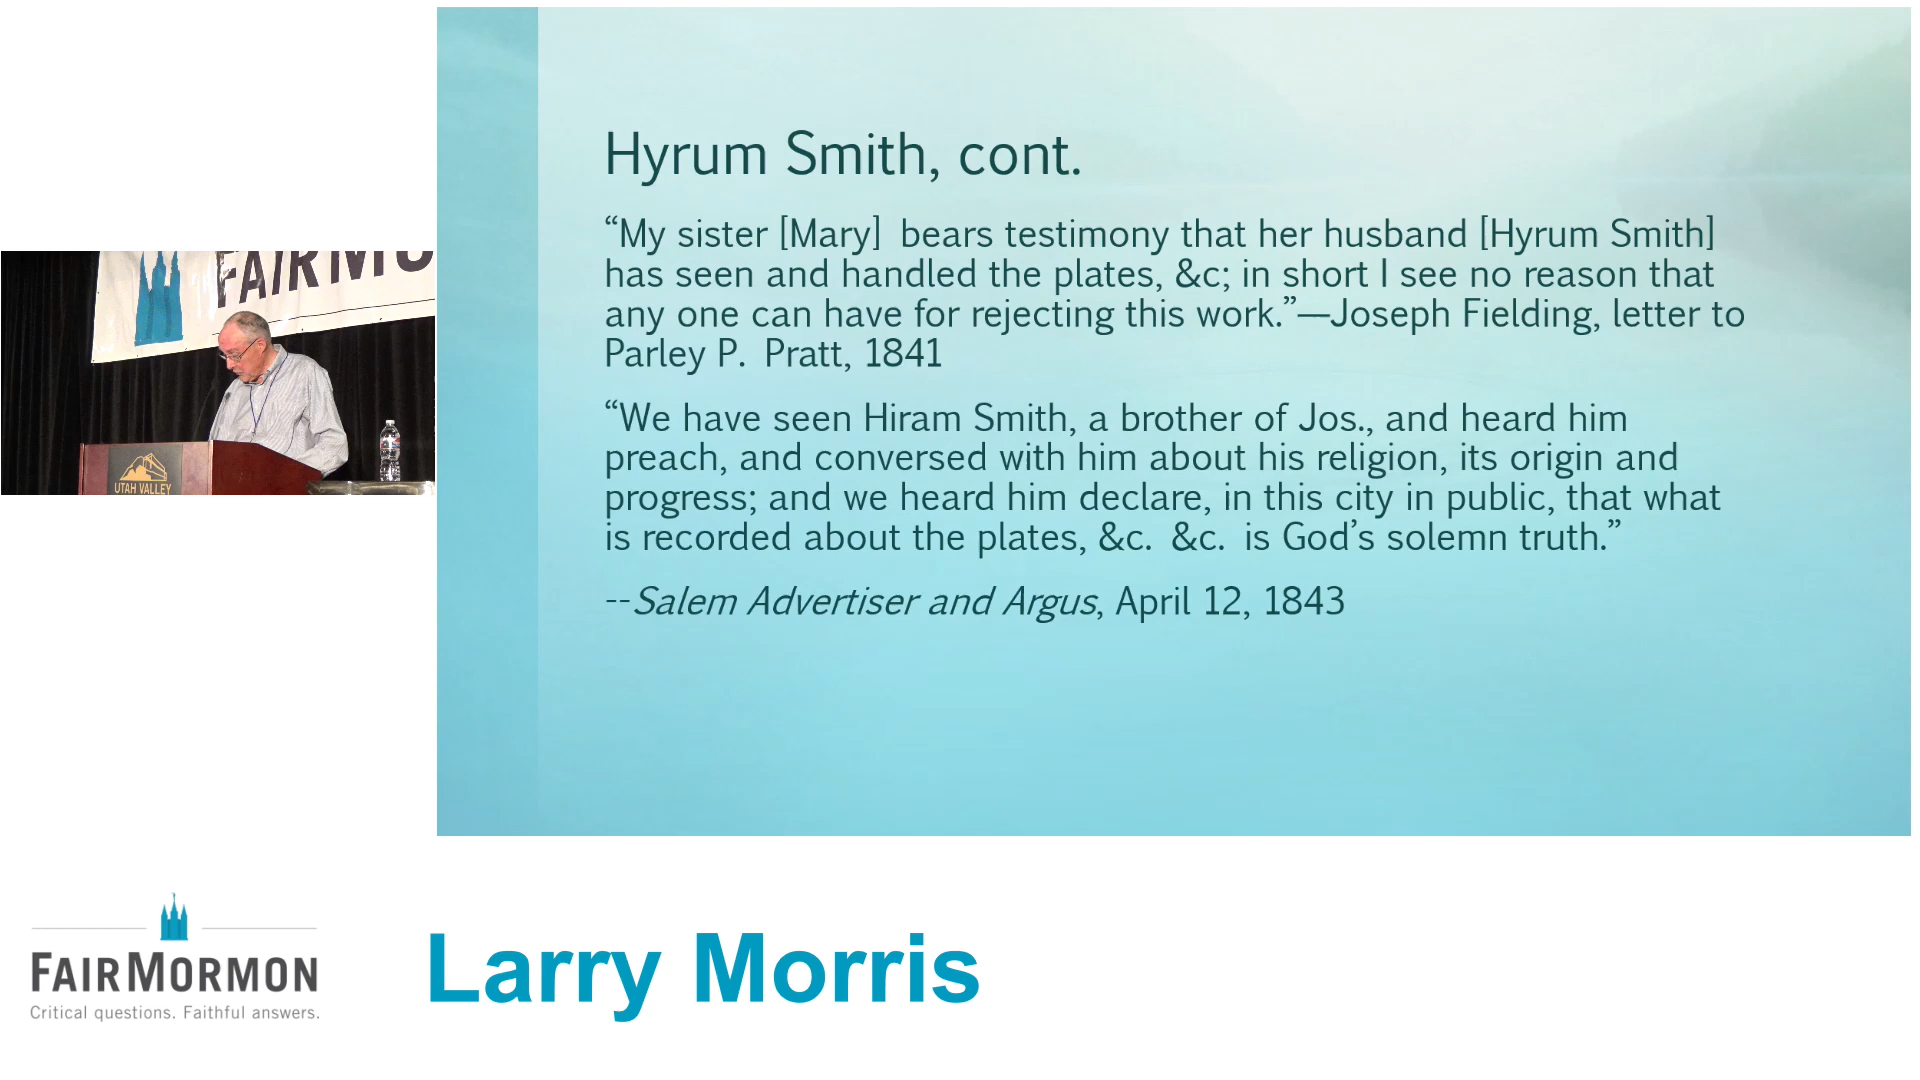 FAIRMO
UTAH VALLEY
Hyrum Smith, cont.
“My sister [Mary] bears testimony that her husband [Hyrum Smith]
has seen and handled the plates, &c; in short I see no reason that
any one can have for rejecting this work.”—Joseph Fielding, letter to
Parley P. Pratt, 1841
“We have seen Hiram Smith, a brother of Jos., and heard him
preach, and conversed with him about his religion, its origin and
progress; and we heard him declare, in this city in public, that what
is recorded about the plates, &c. &c. is God’s solemn truth.”
--Salem Advertiser and Argus, April 12, 1843
FAIRMORMON
Critical questions. Faithful answers.
Larry Morris